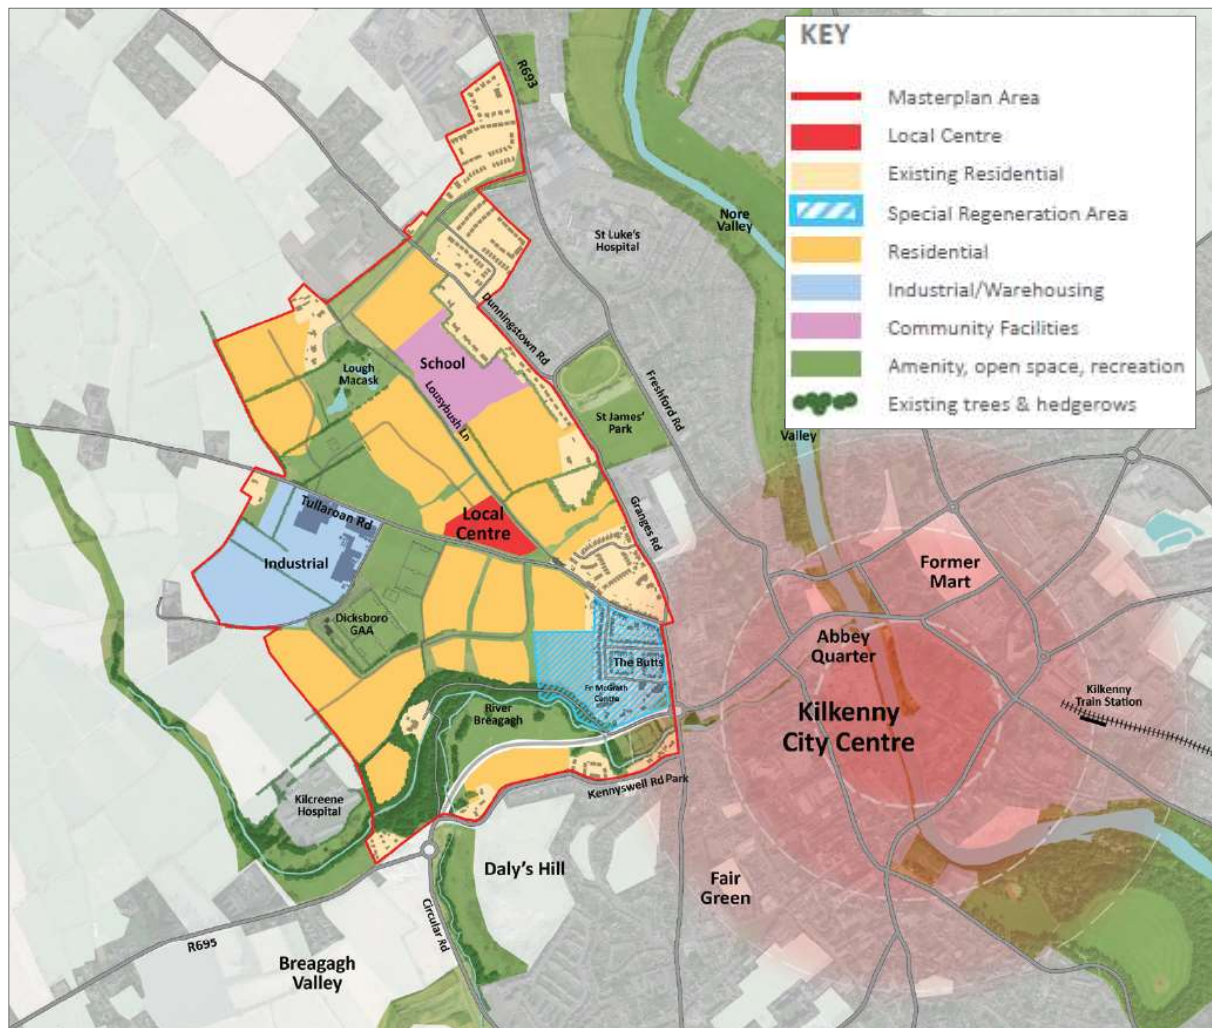 KEY
Masterplan Area
Local Centre
Existing Residential
Special Regeneration Area
Residential
Industrial/Warehousing
Community Facilities
Amenity, open space, recreation
Existing trees & hedgerows
R693
Nore
Valley
St Luke's
Hospital
Dunningstown Rd
School
Lough
Macask
Lousybush Ln
Freshford Rd
St James'
Park
Valley
Tullaroan Rd
Local
Centre
Granges Rd
Industrial
Former
Mart
Dicksboro
GAA
Abbey
Quarter
The Butts
Fr McGrath
Centre
River
Breagagh
Kilkenny
Train Station
Kilkenny
City Centre
Kennyswell Rd Park
Kilcreene
Hospital
Daly's Hill
Fair
Green
Circular Rd
R695
Breagagh
Valley